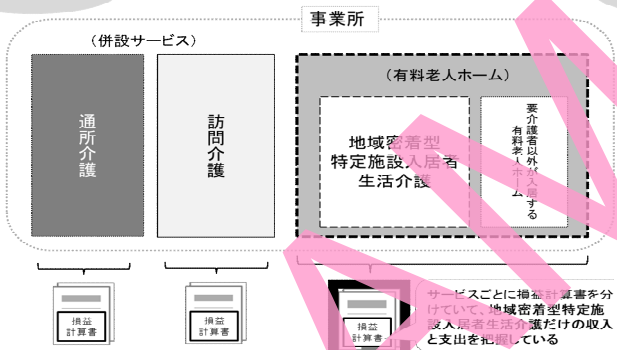 事業所
（併設サービス）
通所介護
訪問介護
（有料老人ホーム）
地域密着型
特定施設入居者
生活介護
要介護者以外が入居する
有料老人ホーム
損益
計算書
損益
計算書
損益
計算書
サービスごとに損益計算書を分
けていて、地域密着型特定施
設入居者生活介護だけの収入
と支出を把握している